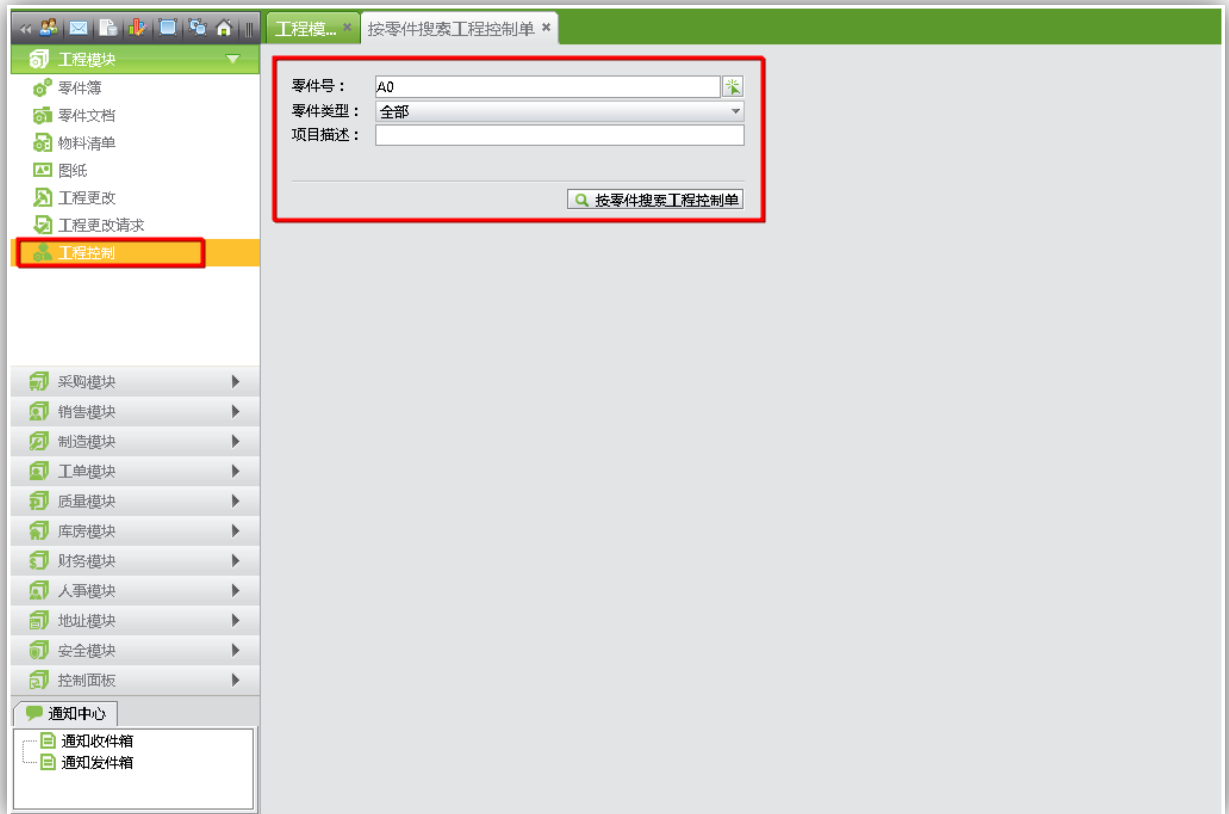 工程模... 按零件搜索工程控制单
工程模块
零件簿
零件文档
物料清单
图纸
工程更改
工程更改请求
工程控制
零件号： A0
零件类型： 全部
项目描述：
按零件搜索工程控制单
采购模块
销售模块
制造模块
工单模块
质量模块
库房模块
财务模块
人事模块
地址模块
安全模块
控制面板
通知中心
通知收件箱
通知发件箱